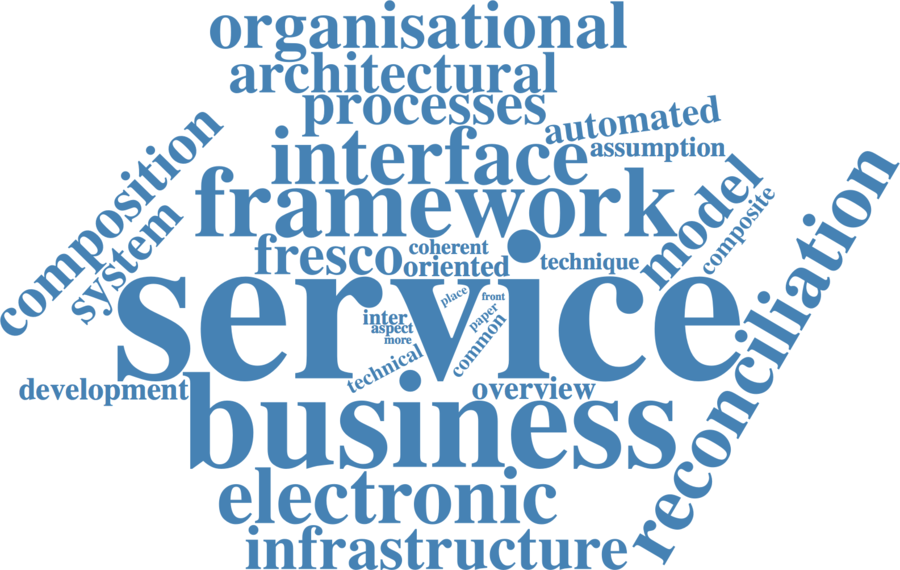 organisational
architectural
processes
automated
interface
assumption
composition
framework
model
system
composite
fresco
coherent
oriented
technique
reconciliation
service
place
front
inter
paper
aspect
more
common
technical
development
overview
business
electronic
infrastructure